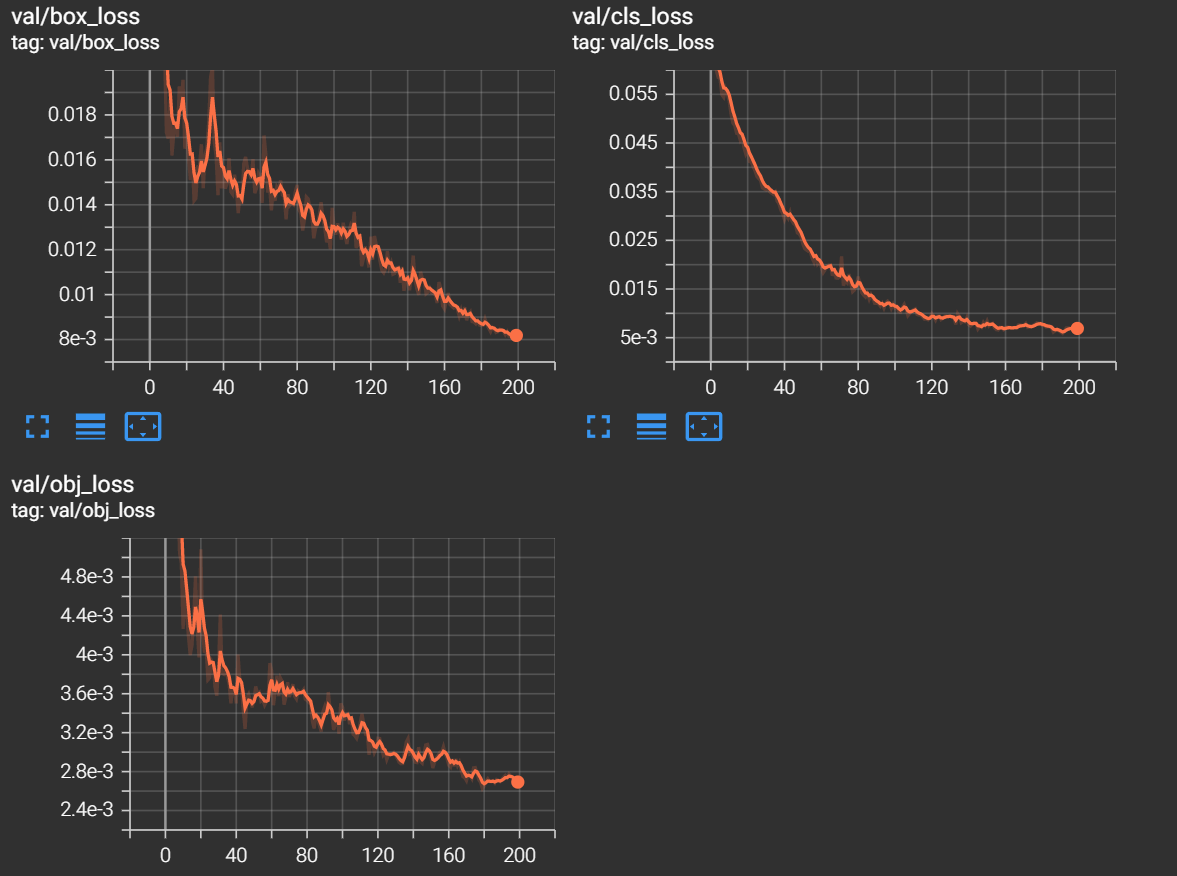 val/box_loss
tag: val/box_loss
0.018
0.016
0.014
0.012
0.01
8e-3
0 40 80 120 160 200
val/cls_loss
tag: val/cls_loss
0.055
0.045
0.035
0.025
0.015
5e-3
0 40 80 120 160 200
val/obj_loss
tag: val/obj_loss
4.8e-3
4.4e-3
4e-3
3.6e-3
3.2e-3
2.8e-3
2.4e-3
0 40 80 120 160 200